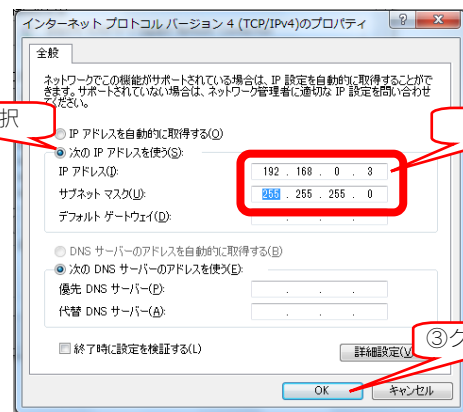 インターネット プロトコル バージョン 4 (TCP/IPv4)のプロパティ
全般
ネットワークでこの機能がサポートされている場合は、IP 設定を自動的に取得することがで
きます。サポートされていない場合は、ネットワーク管理者に適切な IP 設定を問い合わせ
てください。
択
IP アドレスを自動的に取得する(O)
次の IP アドレスを使う(S):
IP アドレス(I):
192 . 168 . 0 . 3
サブネット マスク(U):
255 . 255 . 255 . 0
デフォルト ゲートウェイ(D):
. . .
DNS サーバーのアドレスを自動的に取得する(B)
次の DNS サーバーのアドレスを使う(E):
優先 DNS サーバー(P):
. . .
代替 DNS サーバー(A):
. . .
終了時に設定を検証する(L)
詳細設定(V)
③ク
OK
キャンセル